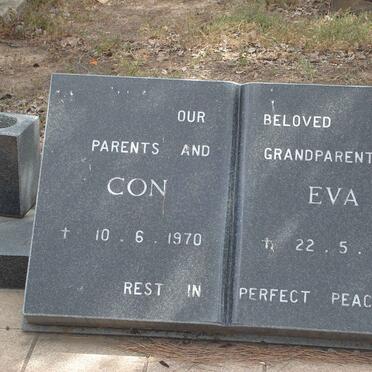 OUR BELOVED
PARENTS AND GRANDPARENT
CON EVA
† 10.6.1970 † 22.5.
REST IN PERFECT PEAC